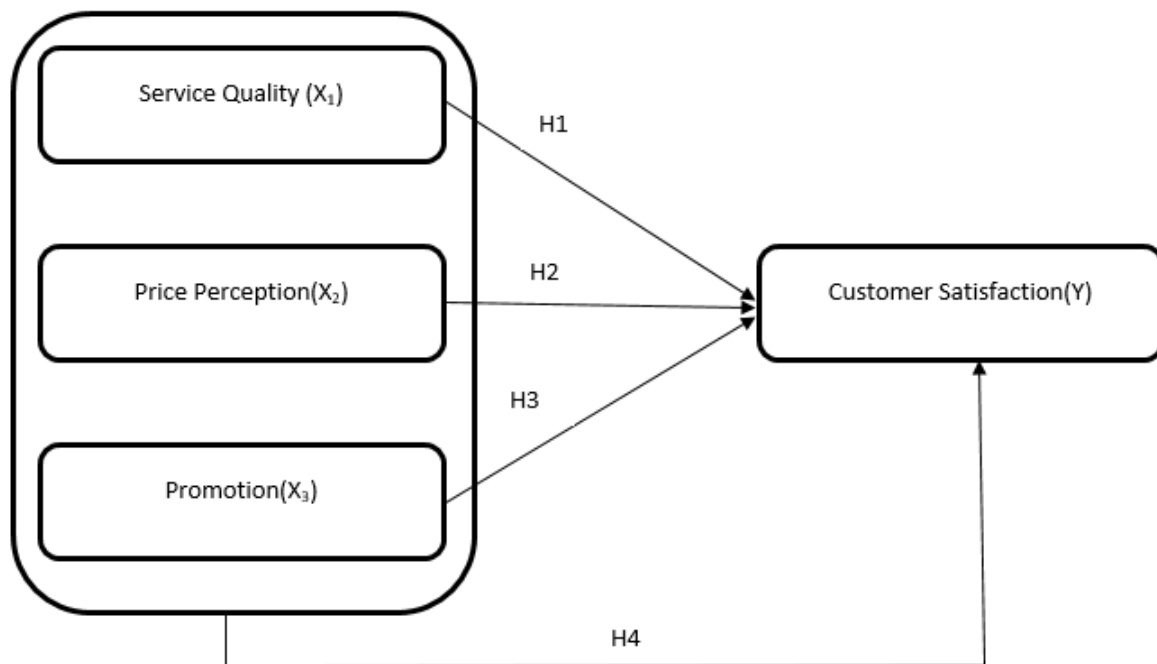 Service Quality (X₁)
H1
Price Perception(X₂)
H2
Customer Satisfaction(Y)
H3
Promotion(X₃)
H4